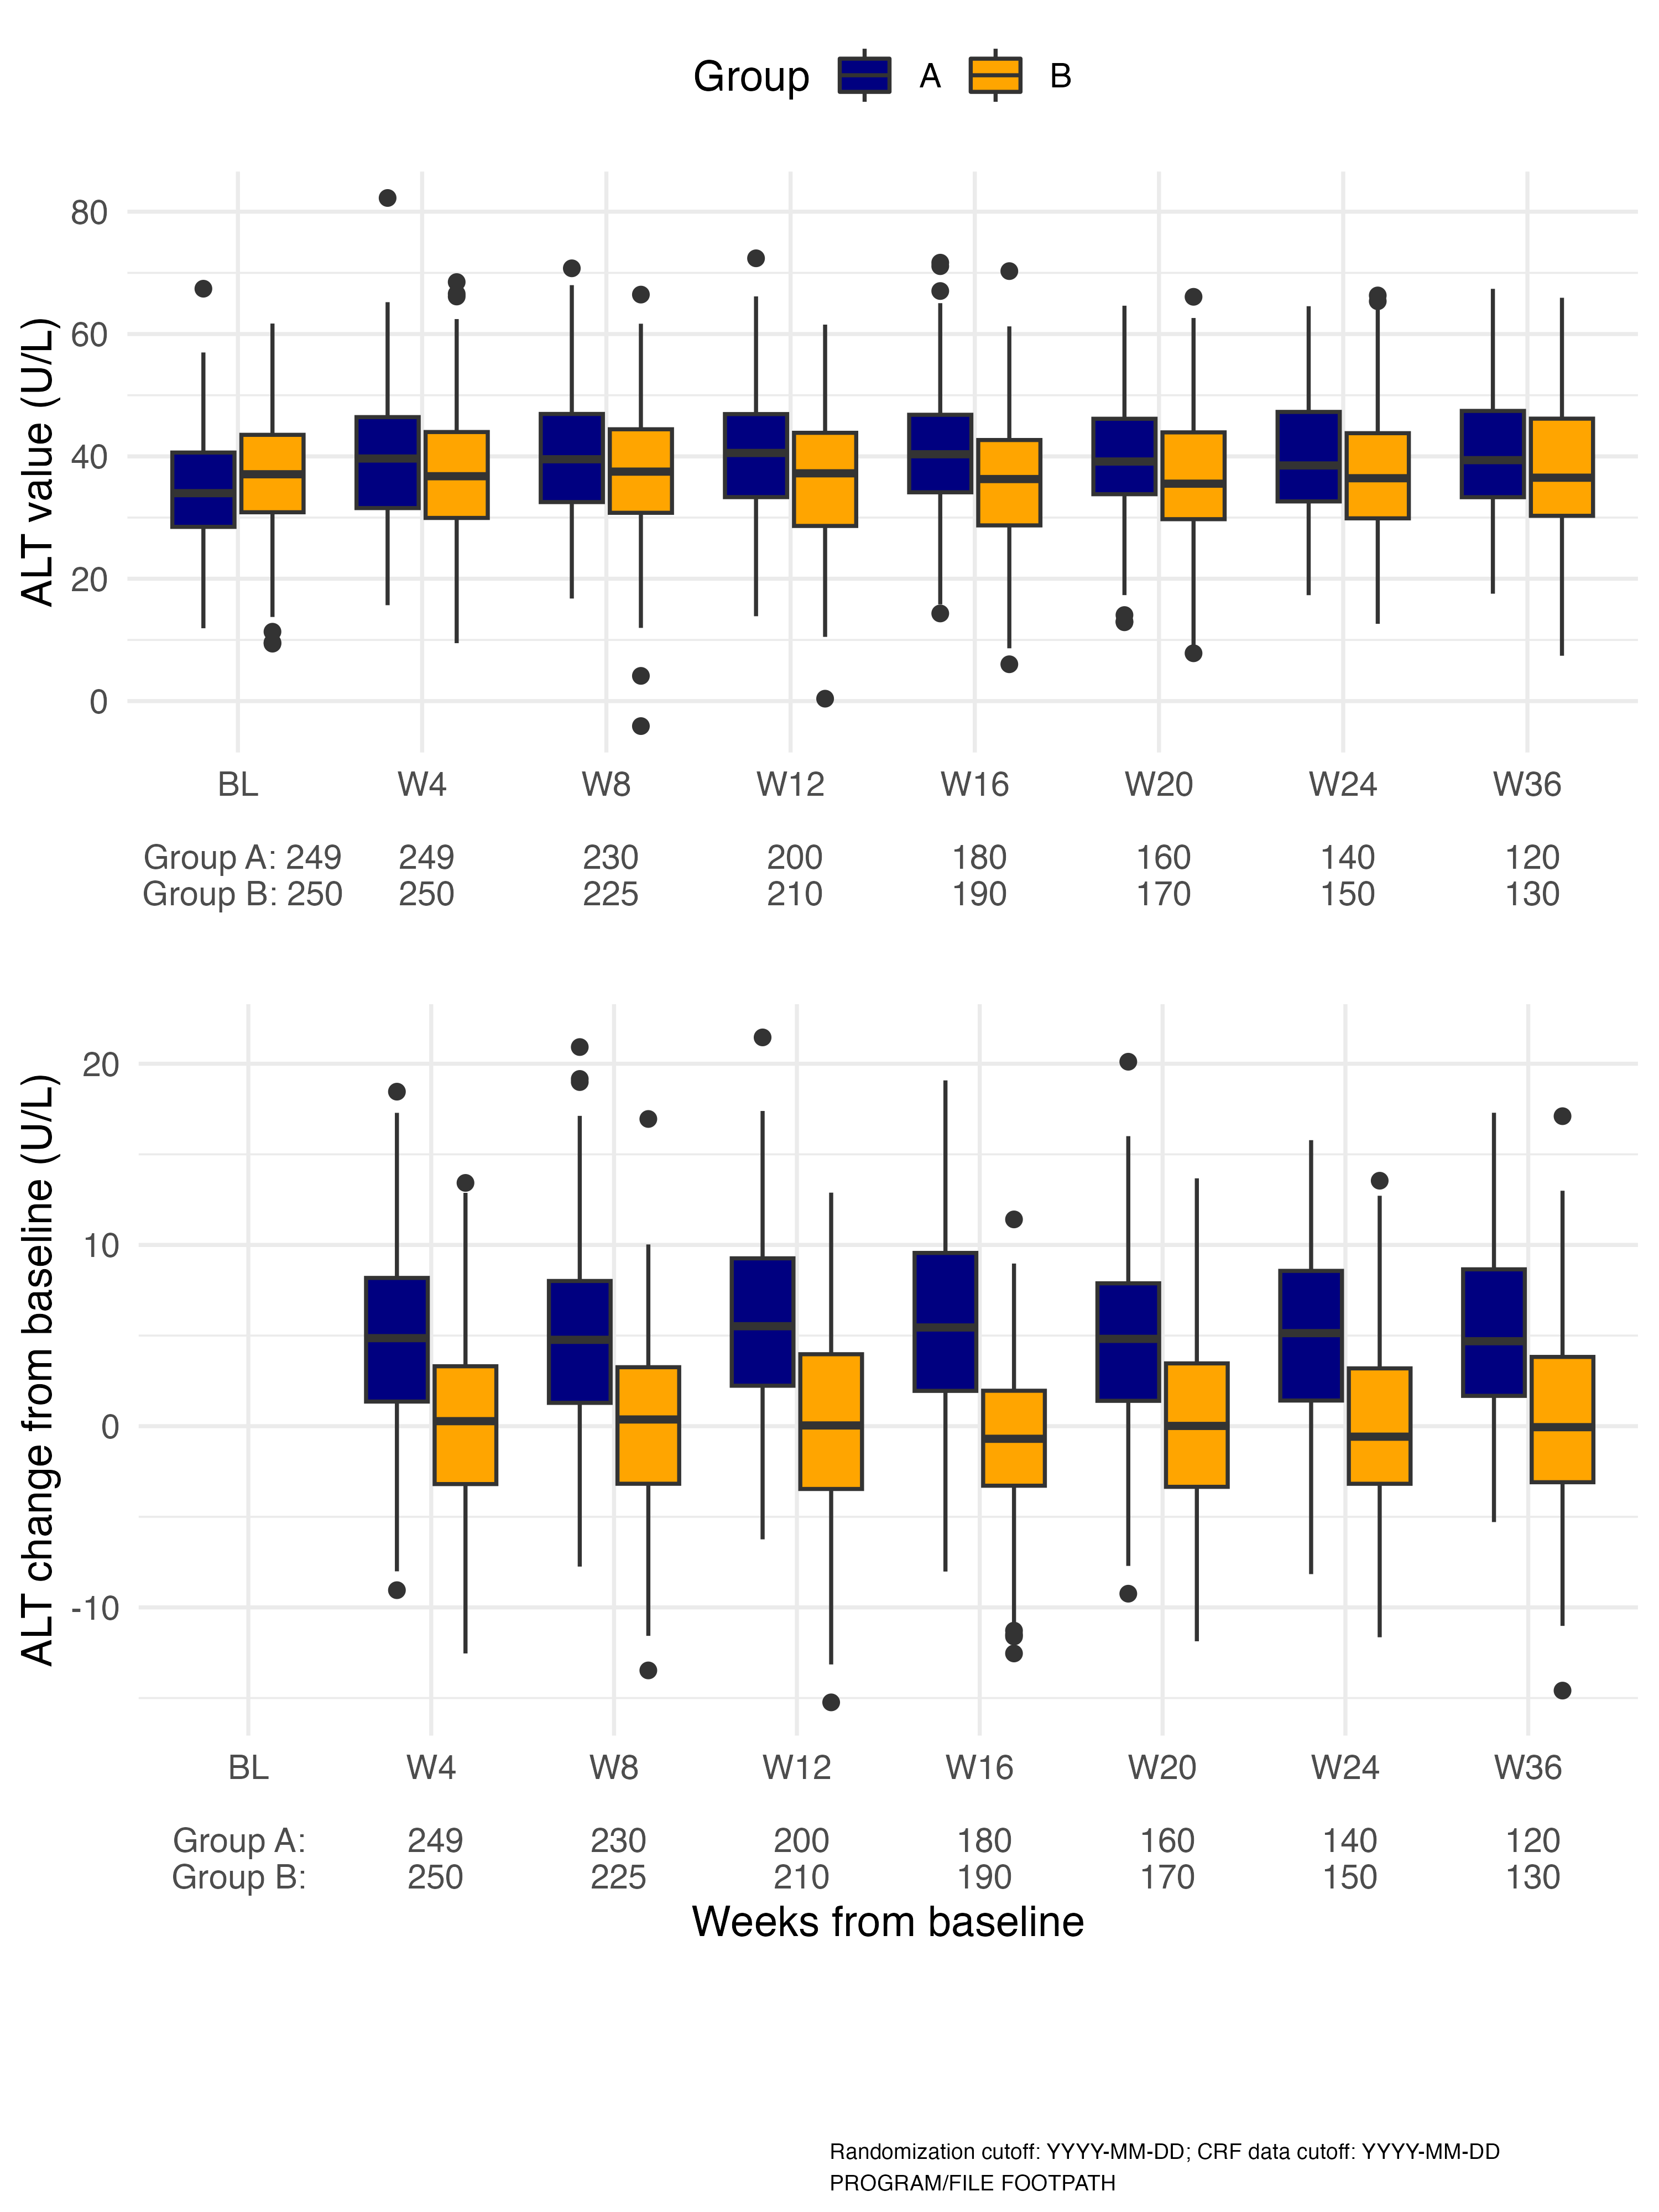 Group A B
ALT value (U/L)
80
60
40
20
0
BL W4 W8 W12 W16 W20 W24 W36
Group A: 249 249 230 200 180 160 140 120
Group B: 250 250 225 210 190 170 150 130
ALT change from baseline (U/L)
20
10
0
-10
BL W4 W8 W12 W16 W20 W24 W36
Group A: 249 230 200 180 160 140 120
Group B: 250 225 210 190 170 150 130
Weeks from baseline
Randomization cutoff: YYYY-MM-DD; CRF data cutoff: YYYY-MM-DD
PROGRAM/FILE FOOTPATH